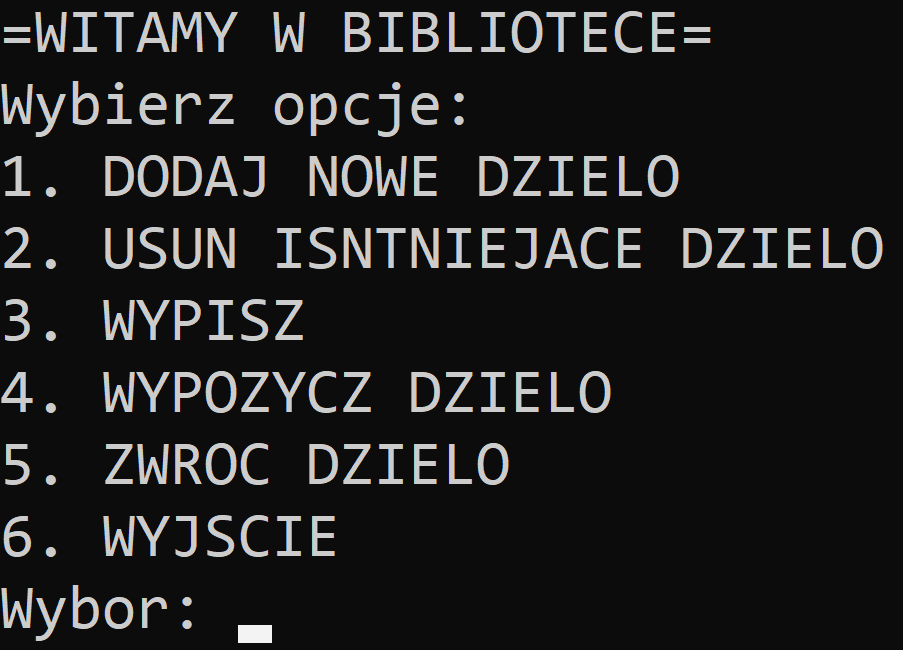 =WITAMY W BIBLIOTECE=
Wybierz opcje:
1. DODAJ NOWE DZIELO
2. USUN ISNTNIEJACE DZIELO
3. WYPISZ
4. WYPOZYCZ DZIELO
5. ZWROC DZIELO
6. WYJSCIE
Wybor: